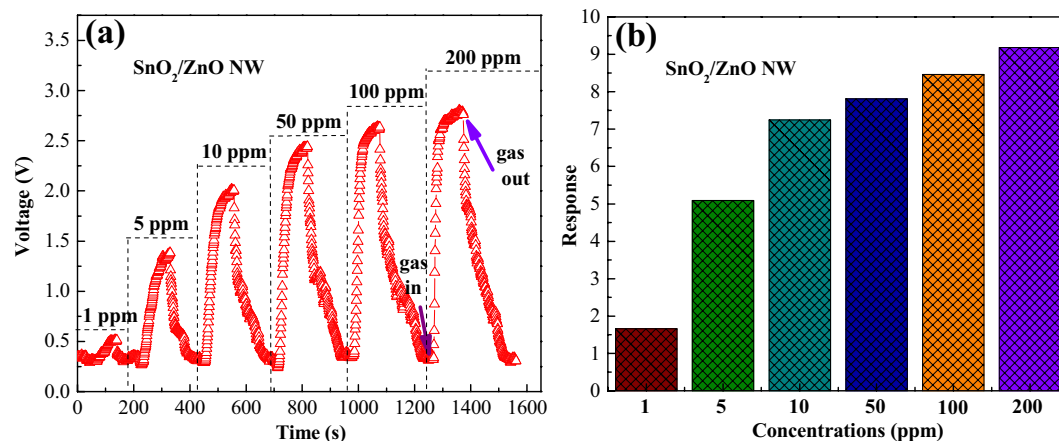 (a)
SnO2/ZnO NW
1 ppm
5 ppm
10 ppm
50 ppm
100 ppm
200 ppm
gas
in
gas
out
Voltage (V)
0.0
0.5
1.0
1.5
2.0
2.5
3.0
3.5
0 200 400 600 800 1000 1200 1400 1600
Time (s)
(b)
SnO2/ZnO NW
Response
10
9
8
7
6
5
4
3
2
1
0
1 5 10 50 100 200
Concentrations (ppm)